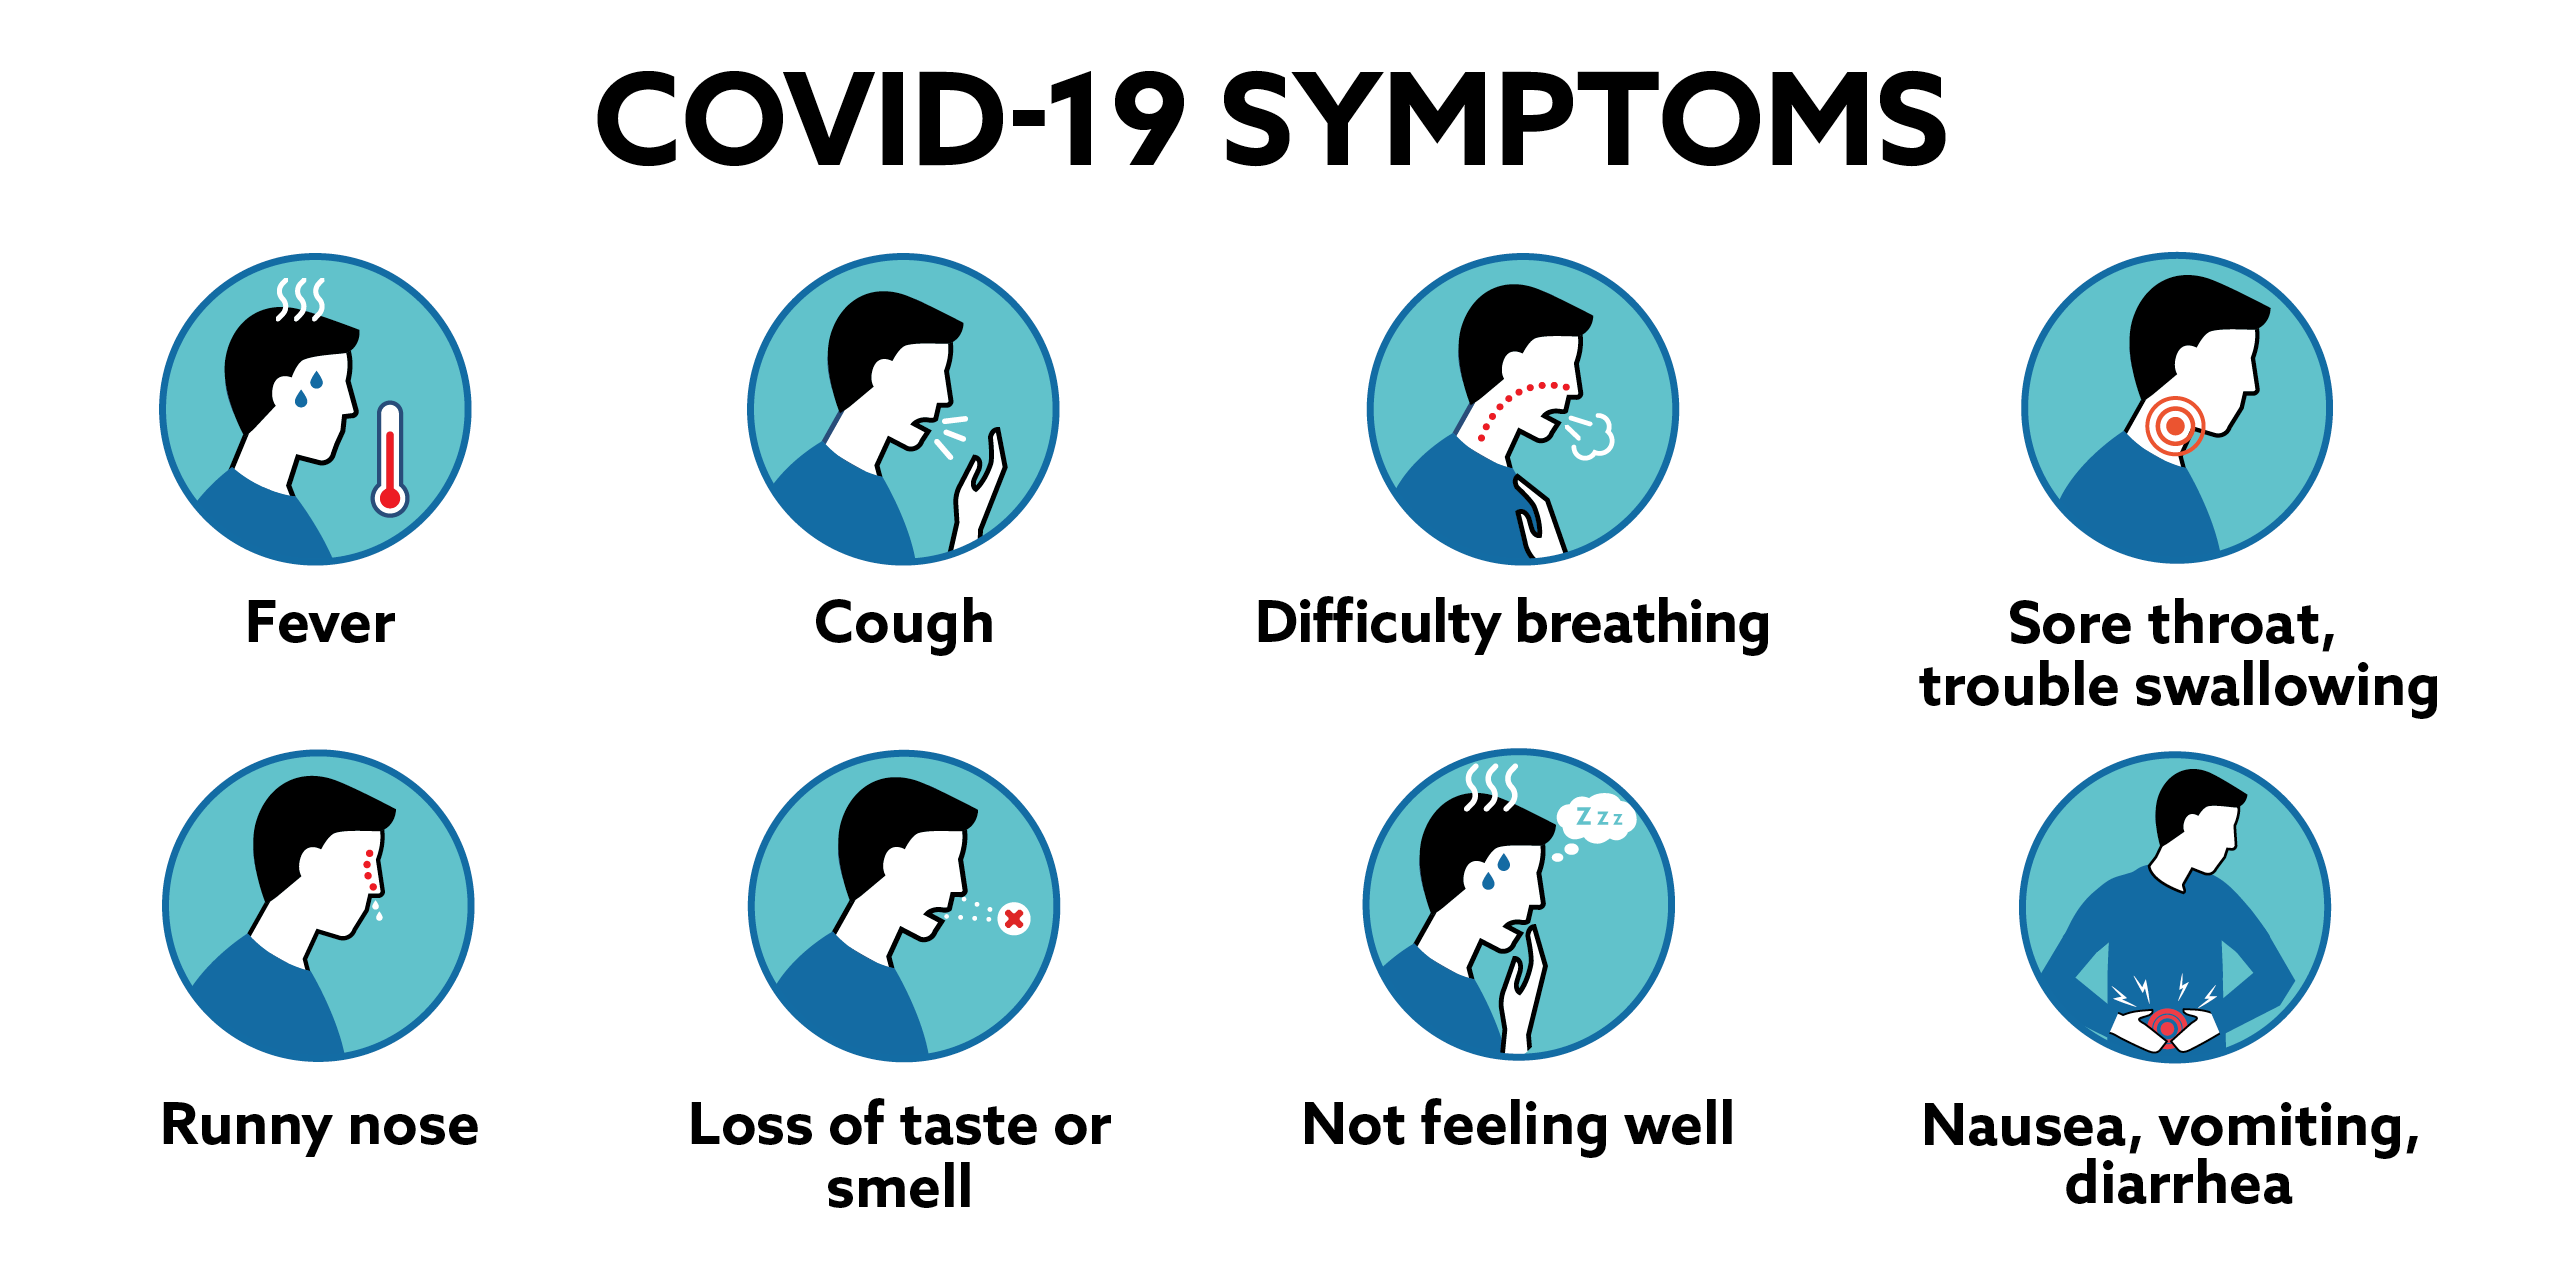 COVID-19 SYMPTOMS
Fever
Cough
Difficulty breathing
Sore throat,
trouble swallowing
z z z
Runny nose
Loss of taste or
smell
Not feeling well
Nausea, vomiting,
diarrhea